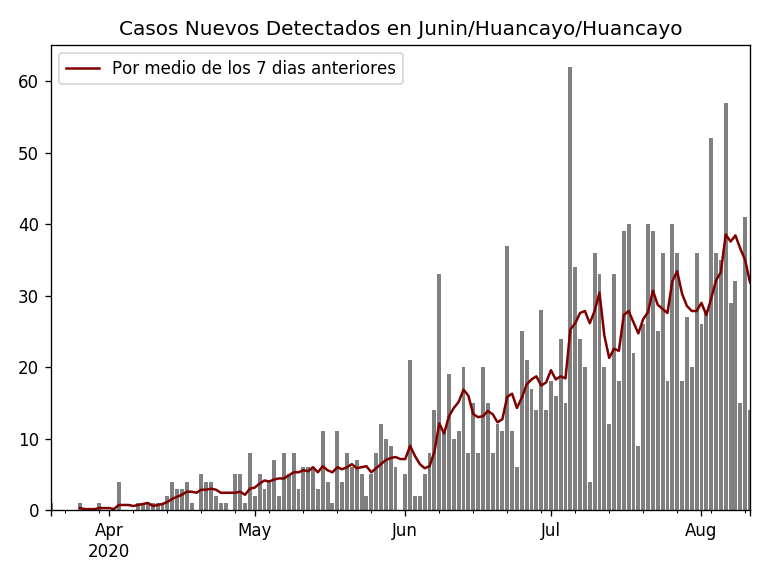 Casos Nuevos Detectados en Junin/Huancayo/Huancayo
Por medio de los 7 dias anteriores
60
50
40
30
20
10
0
Apr May Jun Jul Aug
2020